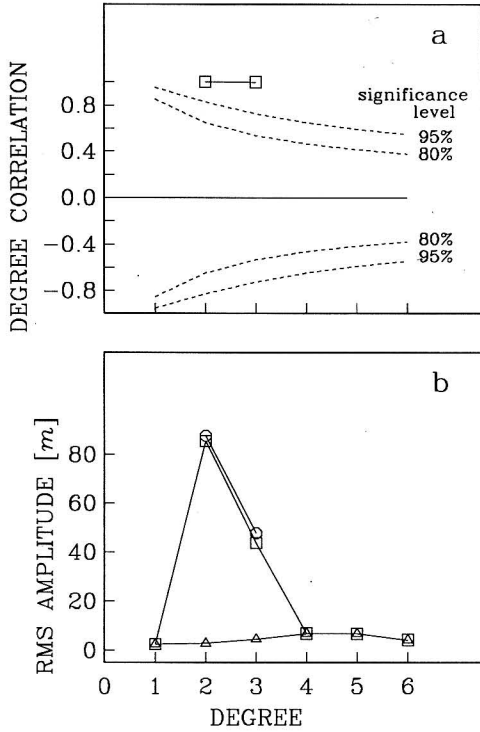 a
significance
level
0.8
95%
80%
0.4
0.0
80%
-0.4
95%
-0.8
DEGREE CORRELATION
b
80
60
40
20
0
RMS AMPLITUDE [m]
0 1 2 3 4 5 6
DEGREE